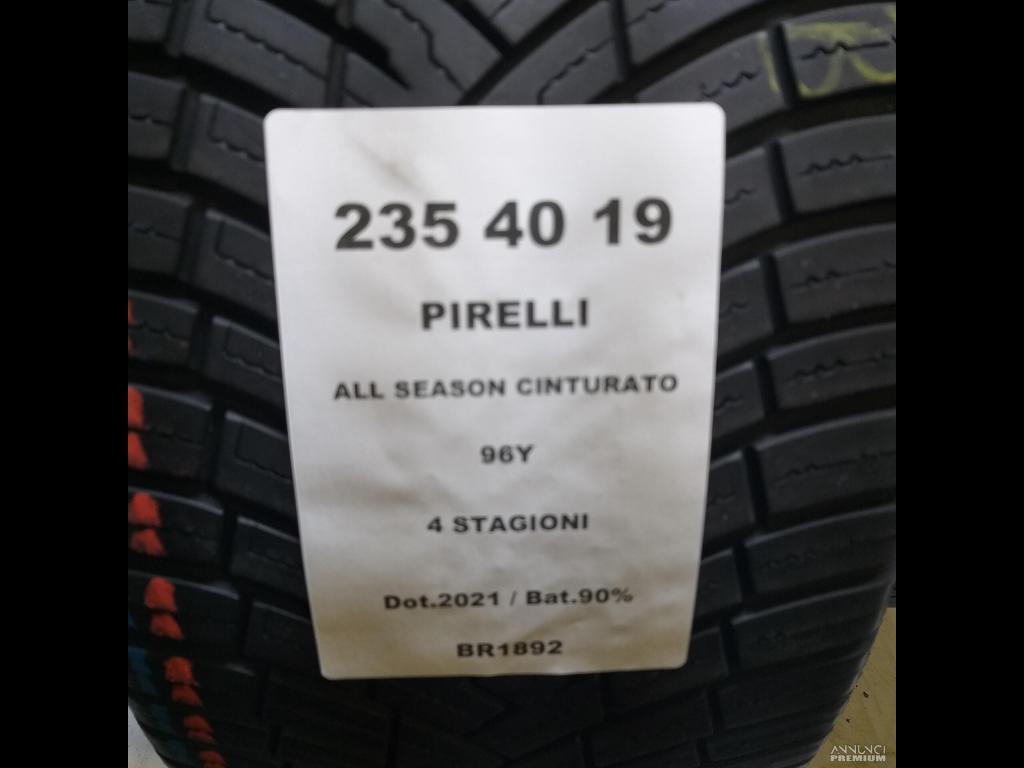 235 40 19
PIRELLI
ALL SEASON CINTURATO
96Y
4 STAGIONI
Dot.2021 / Bat.90%
BR1892
ANNUNCI
PREMIUM